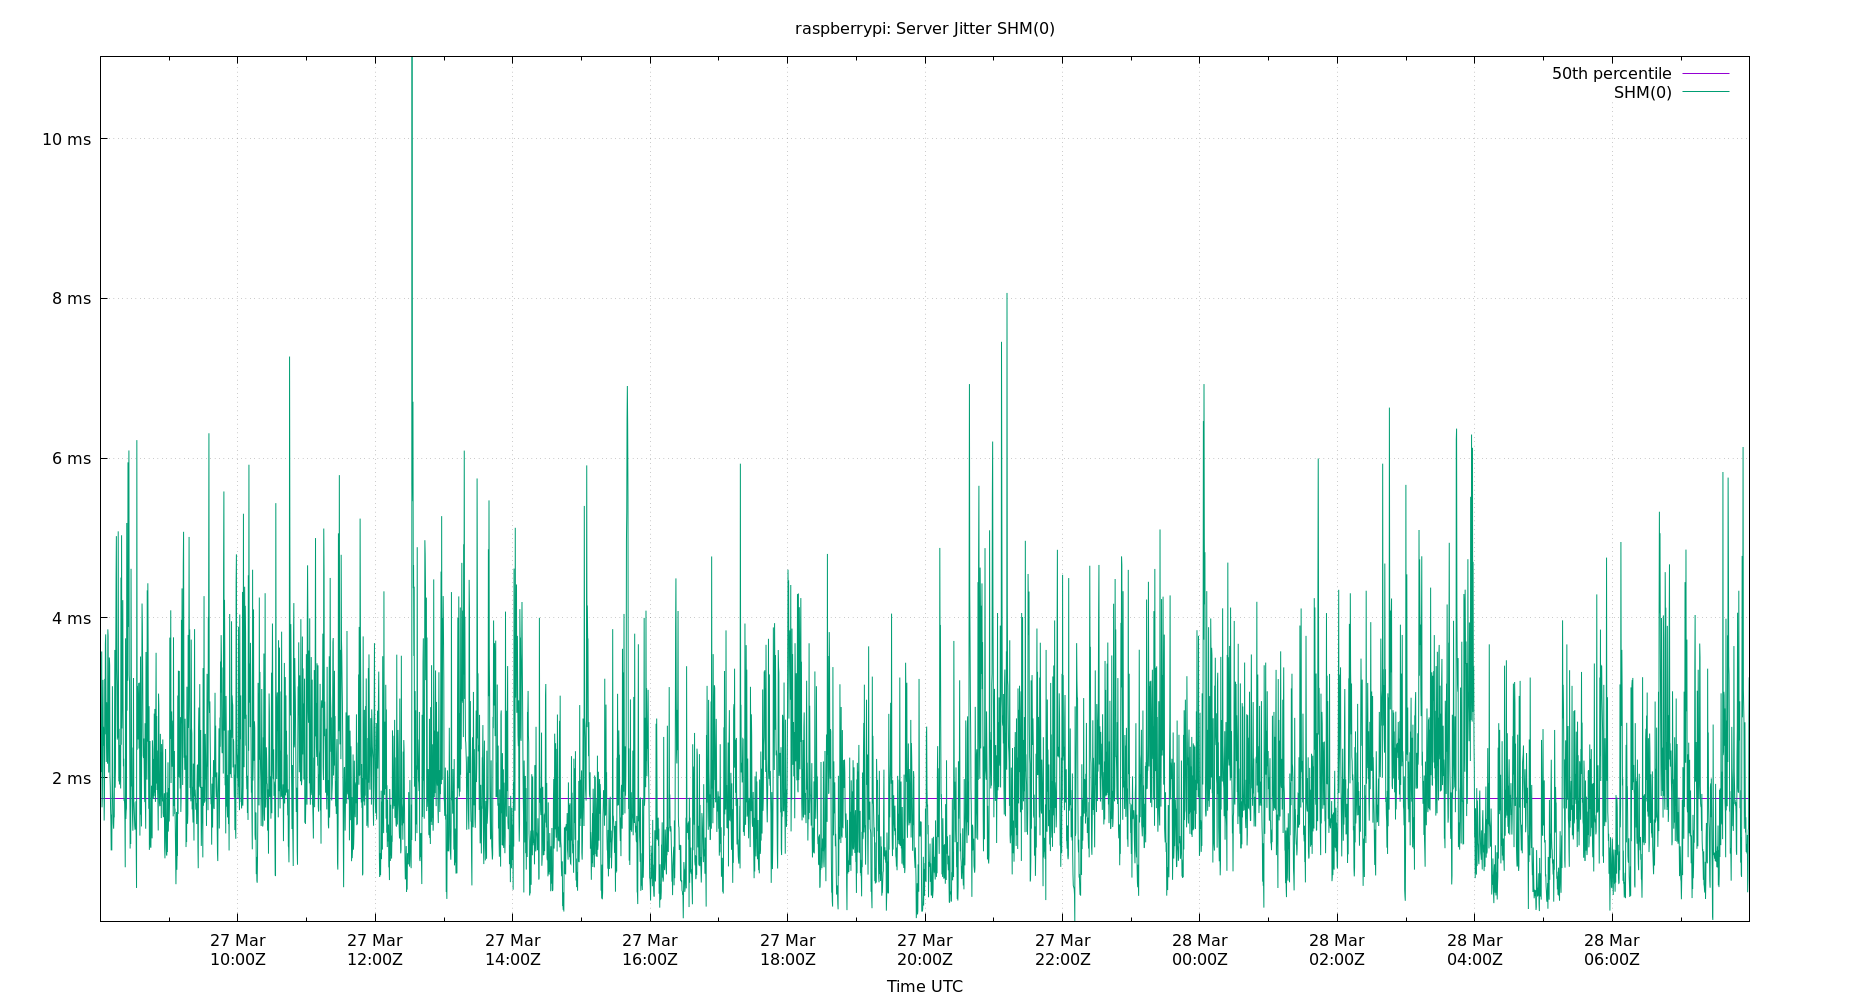 raspberrypi: Server Jitter SHM(0)
50th percentile
SHM(0)
10 ms
8 ms
6 ms
4 ms
2 ms
27 Mar 27 Mar 27 Mar 27 Mar 27 Mar 27 Mar 27 Mar 28 Mar 28 Mar 28 Mar 28 Mar
10:00Z 12:00Z 14:00Z 16:00Z 18:00Z 20:00Z 22:00Z 00:00Z 02:00Z 04:00Z 06:00Z
Time UTC